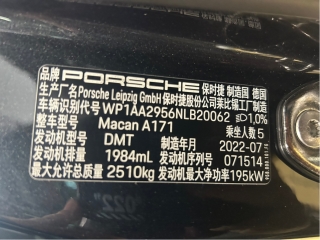 品牌 PORSCHE 保时捷 制造国 德国
生产厂名 Porsche Leipzig GmbH 保时捷股份公司莱比锡工厂制造
车辆识别代号 WP1AA2956NLB20062 1,0%
整车型号 Macan A171 乘坐人数 5
发动机型号 DMT 制造年月 2022-07
发动机排量 1984mL 发动机序列号 071514
最大允许总质量 2510kg 发动机最大净功率 195kW